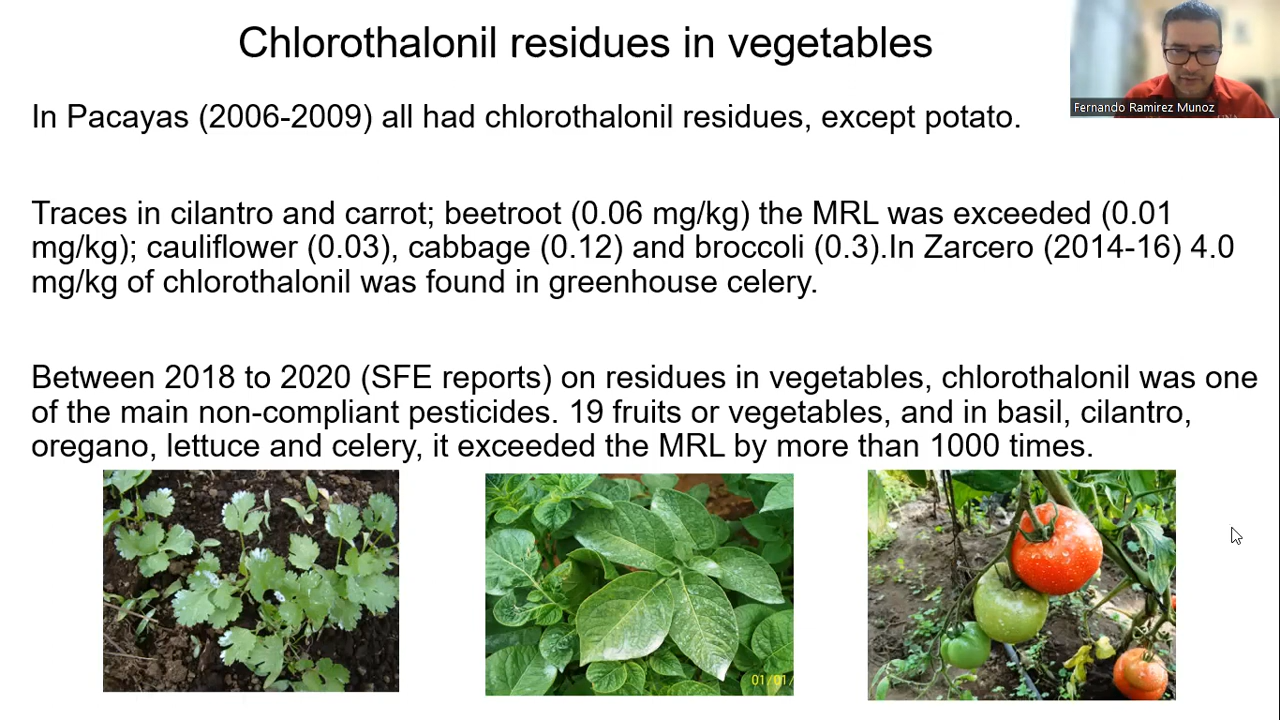 Chlorothalonil residues in vegetables
Fernando Ramirez Munoz
In Pacayas (2006-2009) all had chlorothalonil residues, except potato.
Traces in cilantro and carrot; beetroot (0.06 mg/kg) the MRL was exceeded (0.01
mg/kg); cauliflower (0.03), cabbage (0.12) and broccoli (0.3).In Zarcero (2014-16) 4.0
mg/kg of chlorothalonil was found in greenhouse celery.
Between 2018 to 2020 (SFE reports) on residues in vegetables, chlorothalonil was one
of the main non-compliant pesticides. 19 fruits or vegetables, and in basil, cilantro,
oregano, lettuce and celery, it exceeded the MRL by more than 1000 times.
01/01/